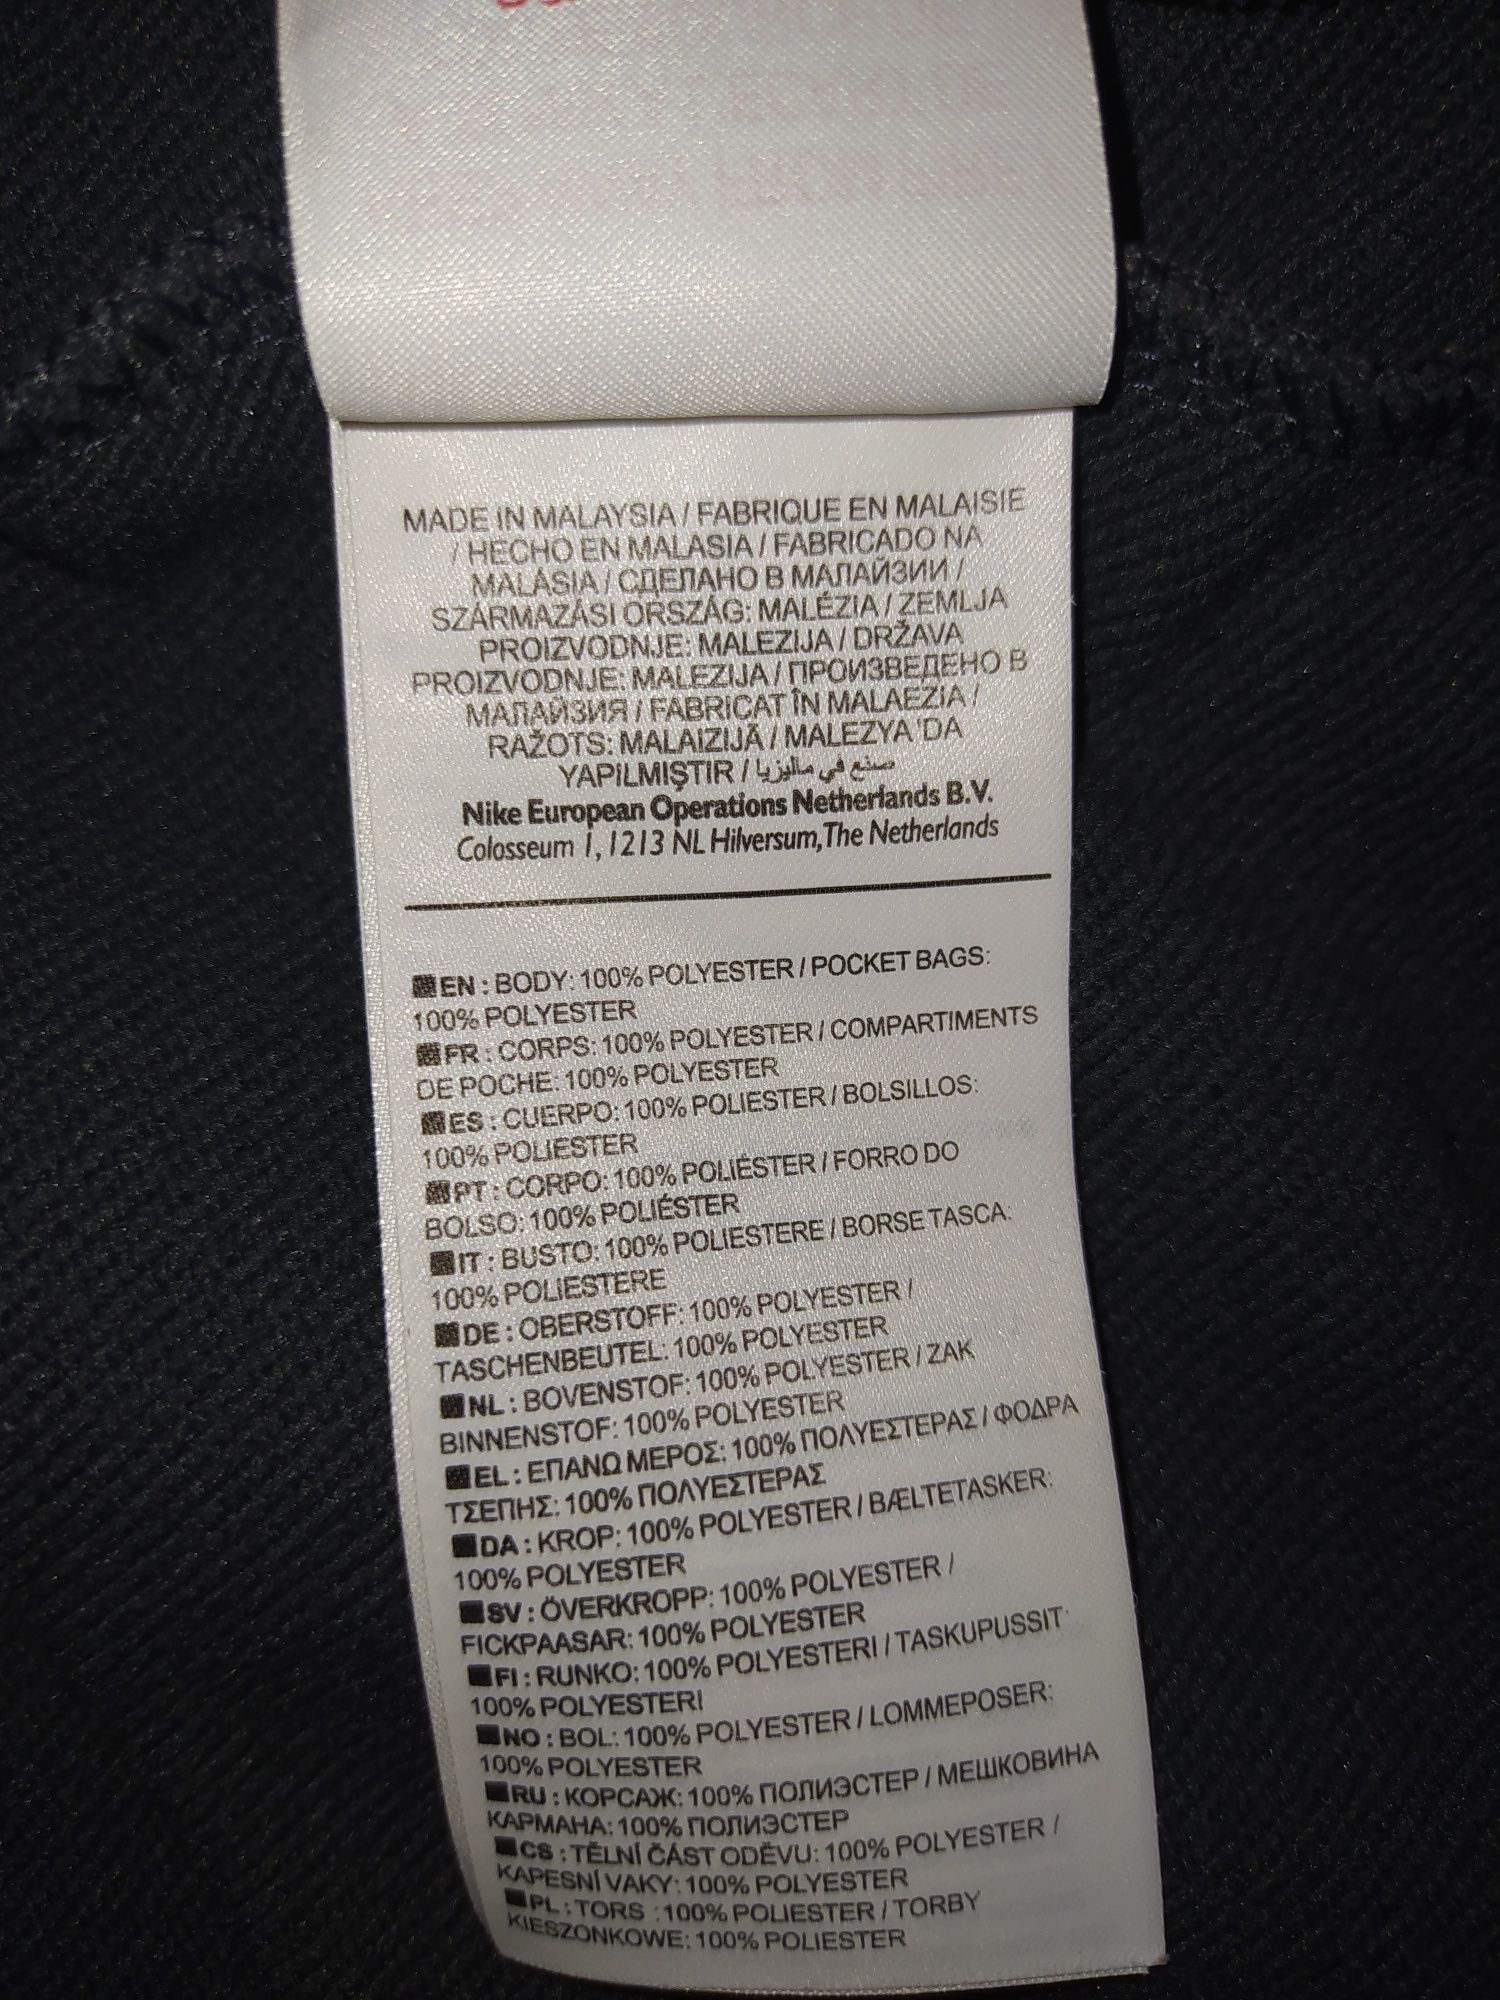 MADE IN MALAYSIA / FABRIQUE EN MALAISIE
/ HECHO EN MALASIA / FABRICADO NA
MALÁSIA / СДЕЛАНО В МАЛАЙЗИИ /
SZÁRMAZÁSI ORSZÁG: MALÉZIA / ZEMLJA
PROIZVODNJE: MALEZIJA / DRŽAVA
PROIZVODNJE: MALEZIJA / ПРОИЗВЕДЕНО В
МАЛАЙЗИЯ / FABRICAT ÎN MALAEZIA /
RAŽOTS: MALAIZIJĀ / MALEZYA 'DA
YAPILMIŞTIR / صنع في ماليزيا
Nike European Operations Netherlands B.V.
Colosseum 1, 1213 NL Hilversum, The Netherlands
EN : BODY: 100% POLYESTER / POCKET BAGS:
100% POLYESTER
FR : CORPS: 100% POLYESTER / COMPARTIMENTS
DE POCHE: 100% POLYESTER
ES : CUERPO: 100% POLIESTER / BOLSILLOS:
100% POLIESTER
PT : CORPO: 100% POLIÉSTER / FORRO DO
BOLSO: 100% POLIÉSTER
IT : BUSTO: 100% POLIESTERE / BORSE TASCA:
100% POLIESTERE
DE : OBERSTOFF: 100% POLYESTER /
TASCHENBEUTEL: 100% POLYESTER
NL : BOVENSTOF: 100% POLYESTER / ZAK
BINNENSTOF: 100% POLYESTER
EL : ΕΠΑΝΩ ΜΕΡΟΣ: 100% ΠΟΛΥΕΣΤΕΡΑΣ / ΦΟΔΡΑ
ΤΣΕΠΗΣ: 100% ΠΟΛΥΕΣΤΕΡΑΣ
DA : KROP: 100% POLYESTER / BÆLTETASKER:
100% POLYESTER
SV : ÖVERKROPP: 100% POLYESTER /
FICKPAASAR: 100% POLYESTER
FI : RUNKO: 100% POLYESTERI / TASKUPUSSIT:
100% POLYESTERI
NO : BOL: 100% POLYESTER / LOMMEPOSER:
100% POLYESTER
RU : КОРСАЖ: 100% ПОЛИЭСТЕР / МЕШКОВИНА
КАРМАНА: 100% ПОЛИЭСТЕР
CS : TĚLNÍ ČÁST ODĚVU: 100% POLYESTER /
KAPESNÍ VAKY: 100% POLYESTER
PL : TORS : 100% POLIESTER / TORBY
KIESZONKOWE: 100% POLIESTER